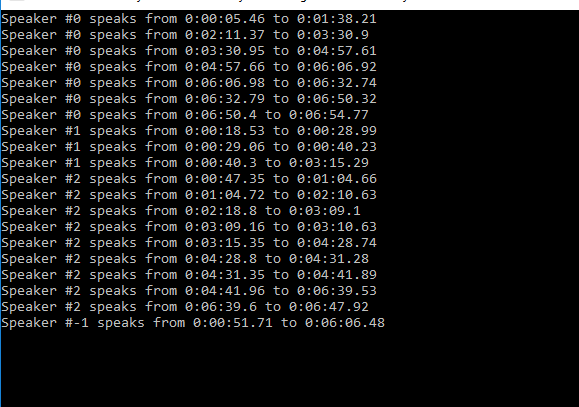 Speaker #0 speaks from 0:00:05.46 to 0:01:38.21
Speaker #0 speaks from 0:02:11.37 to 0:03:30.9
Speaker #0 speaks from 0:03:30.95 to 0:04:57.61
Speaker #0 speaks from 0:04:57.66 to 0:06:06.92
Speaker #0 speaks from 0:06:06.98 to 0:06:32.74
Speaker #0 speaks from 0:06:32.79 to 0:06:50.32
Speaker #0 speaks from 0:06:50.4 to 0:06:54.77
Speaker #1 speaks from 0:00:18.53 to 0:00:28.99
Speaker #1 speaks from 0:00:29.06 to 0:00:40.23
Speaker #1 speaks from 0:00:40.3 to 0:03:15.29
Speaker #2 speaks from 0:00:47.35 to 0:01:04.66
Speaker #2 speaks from 0:01:04.72 to 0:02:10.63
Speaker #2 speaks from 0:02:18.8 to 0:03:09.1
Speaker #2 speaks from 0:03:09.16 to 0:03:10.63
Speaker #2 speaks from 0:03:15.35 to 0:04:28.74
Speaker #2 speaks from 0:04:28.8 to 0:04:31.28
Speaker #2 speaks from 0:04:31.35 to 0:04:41.89
Speaker #2 speaks from 0:04:41.96 to 0:06:39.53
Speaker #2 speaks from 0:06:39.6 to 0:06:47.92
Speaker #-1 speaks from 0:00:51.71 to 0:06:06.48